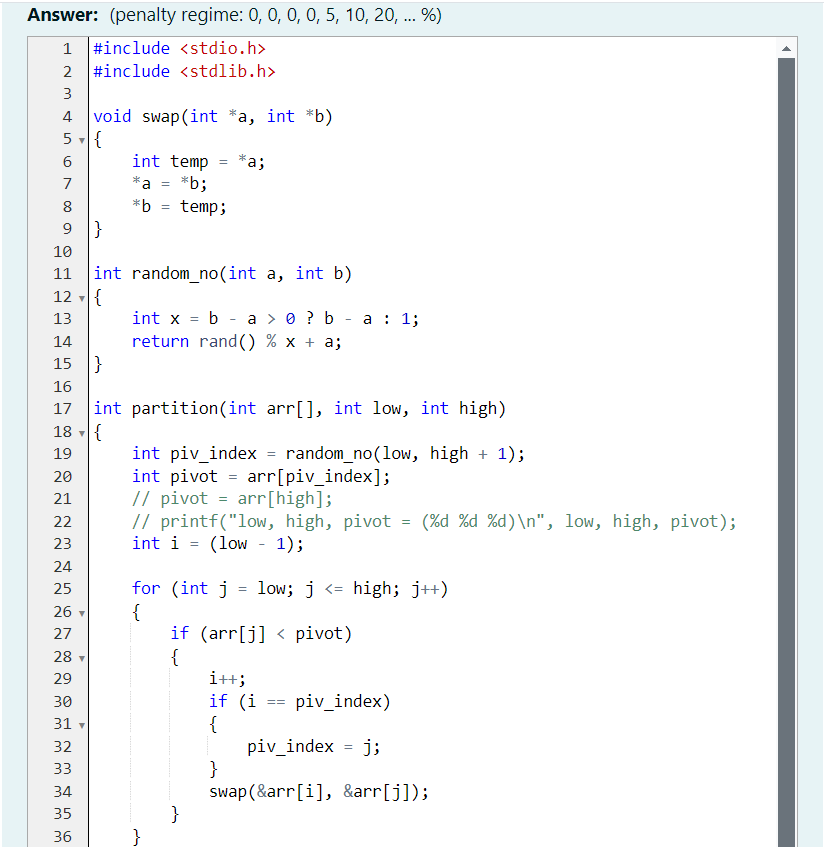 Answer: (penalty regime: 0, 0, 0, 0, 5, 10, 20, ... %)
1 #include <stdio.h>
2 #include <stdlib.h>
3
4 void swap(int *a, int *b)
5 {
6     int temp = *a;
7     *a = *b;
8     *b = temp;
9 }
10
11 int random_no(int a, int b)
12 {
13     int x = b - a > 0 ? b - a : 1;
14     return rand() % x + a;
15 }
16
17 int partition(int arr[], int low, int high)
18 {
19     int piv_index = random_no(low, high + 1);
20     int pivot = arr[piv_index];
21     // pivot = arr[high];
22     // printf("low, high, pivot = (%d %d %d)\n", low, high, pivot);
23     int i = (low - 1);
24
25     for (int j = low; j <= high; j++)
26     {
27         if (arr[j] < pivot)
28         {
29             i++;
30             if (i == piv_index)
31             {
32                 piv_index = j;
33             }
34             swap(&arr[i], &arr[j]);
35         }
36     }